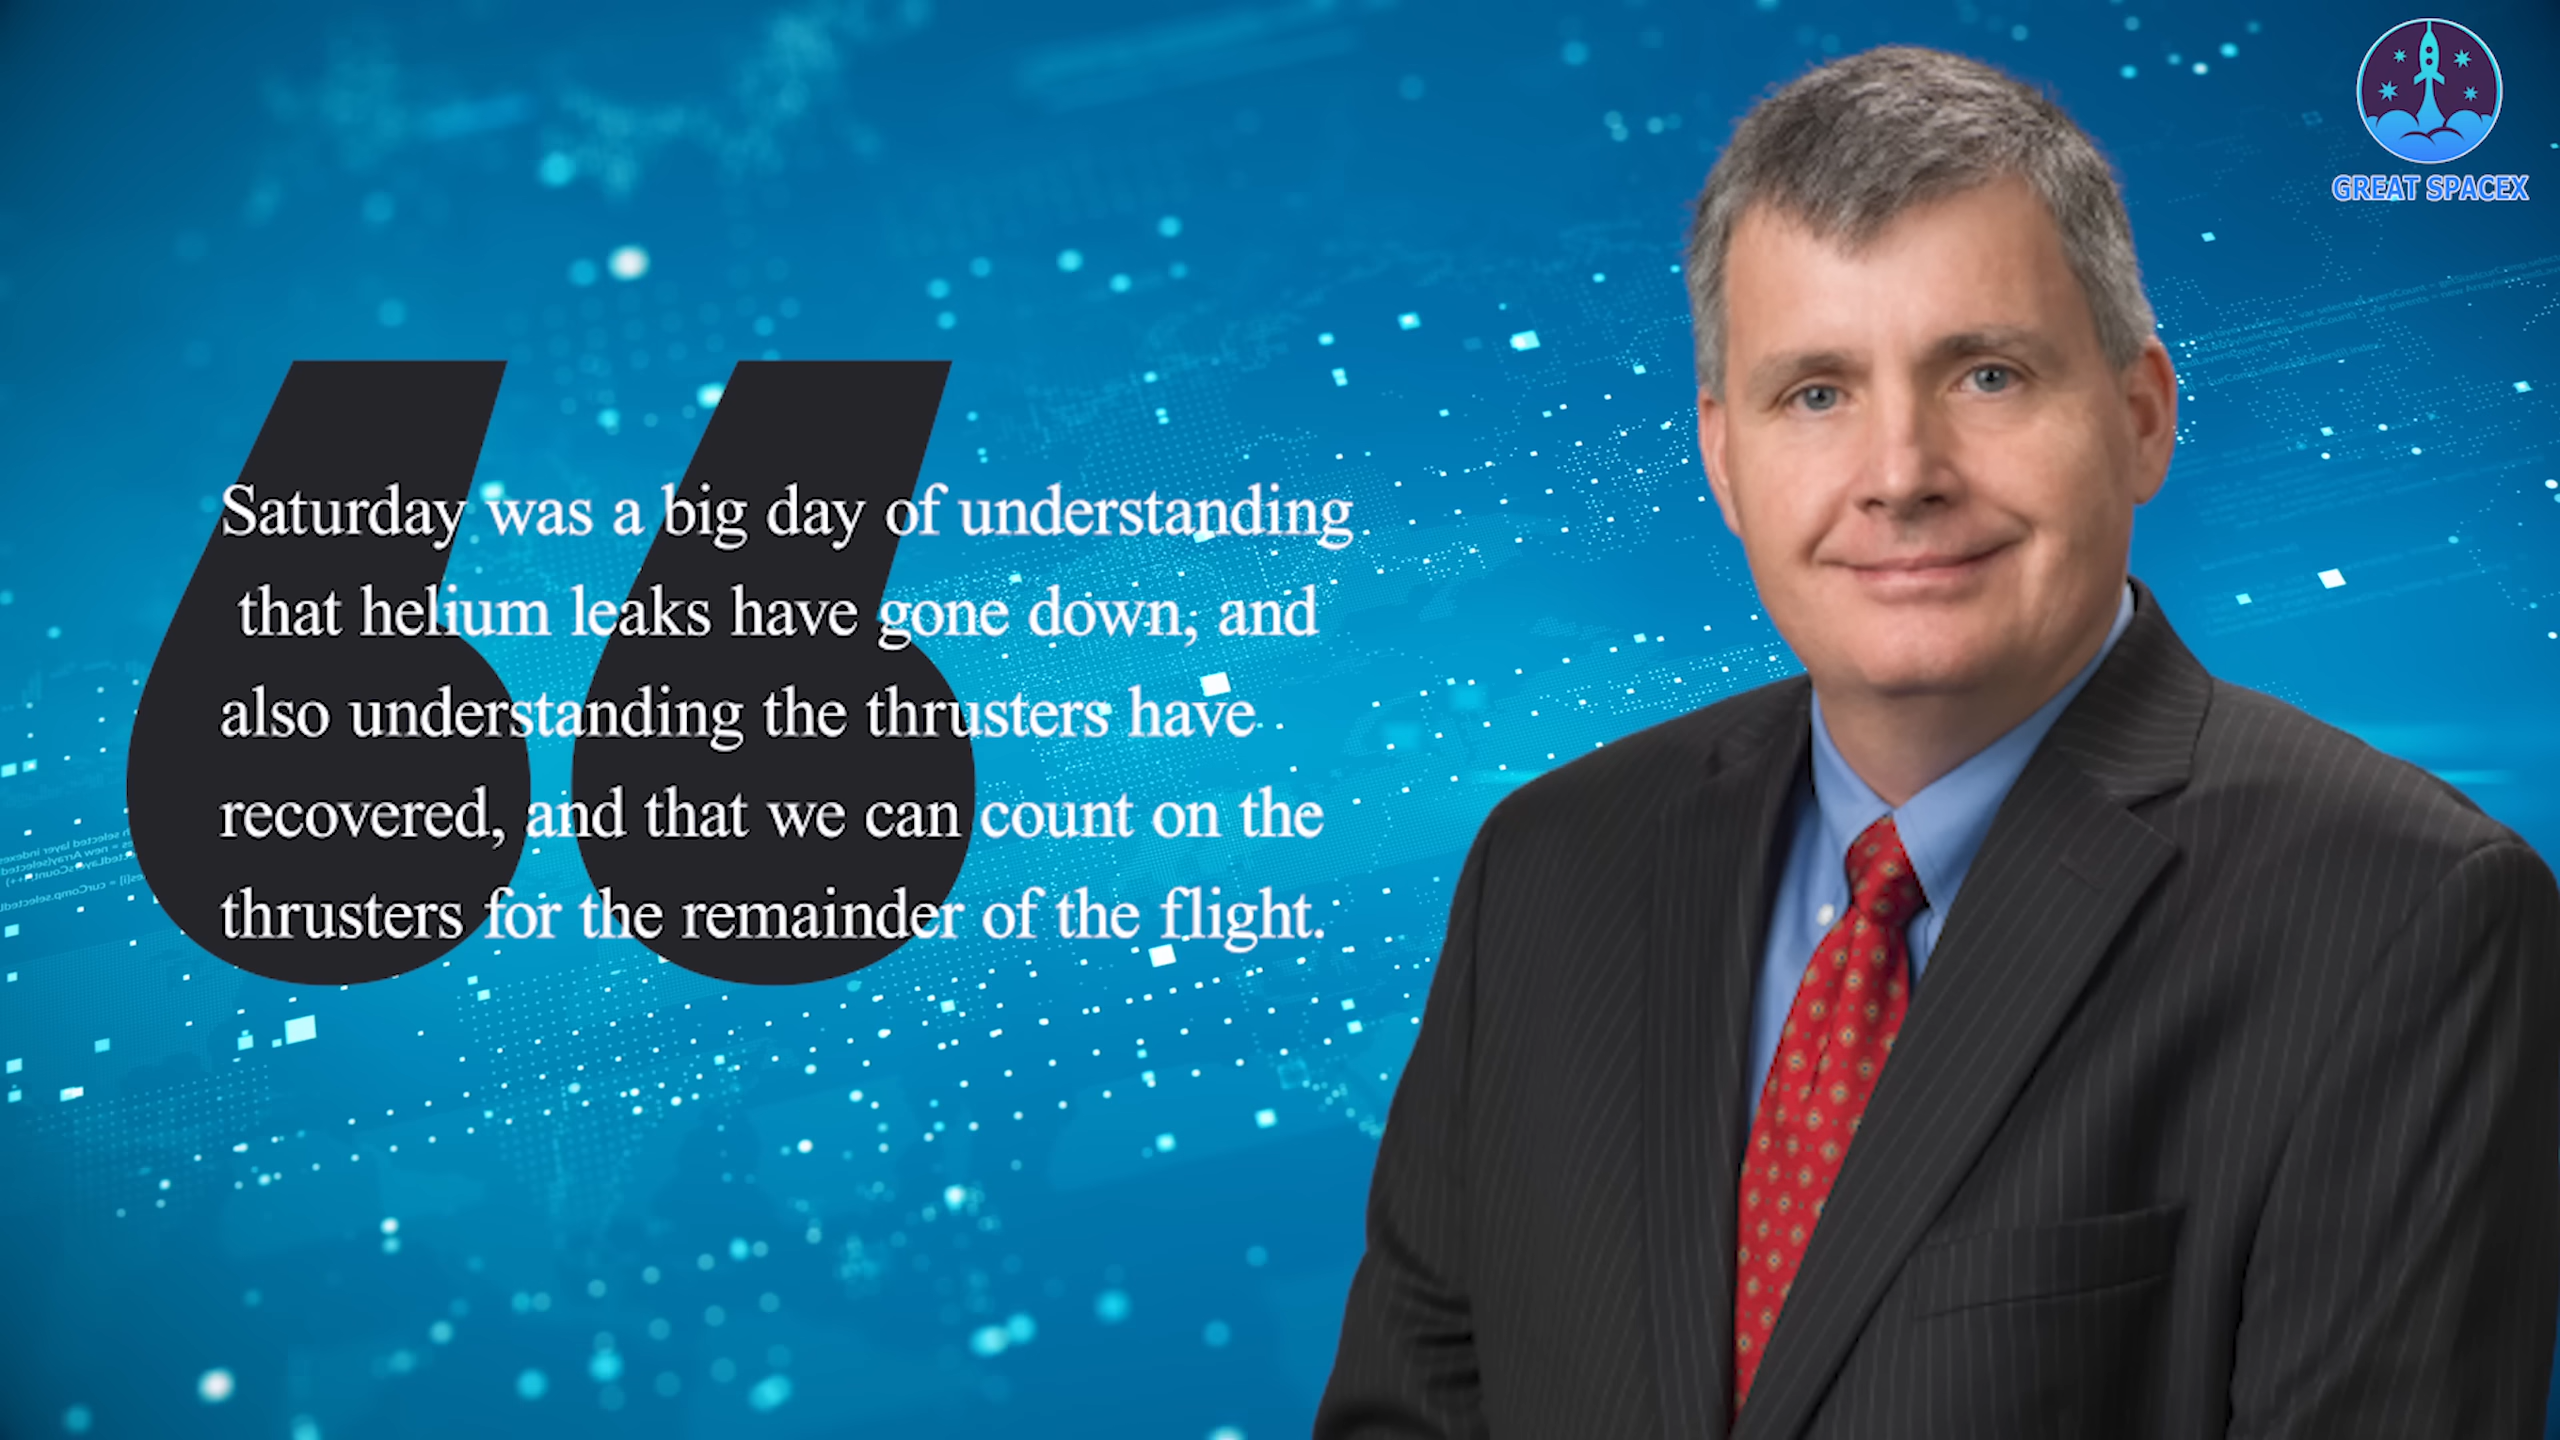 GREAT SPACEX
Saturday was a big day of understanding
that helium leaks have gone down, and
also understanding the thrusters have
recovered, and that we can count on the
thrusters for the remainder of the flight.